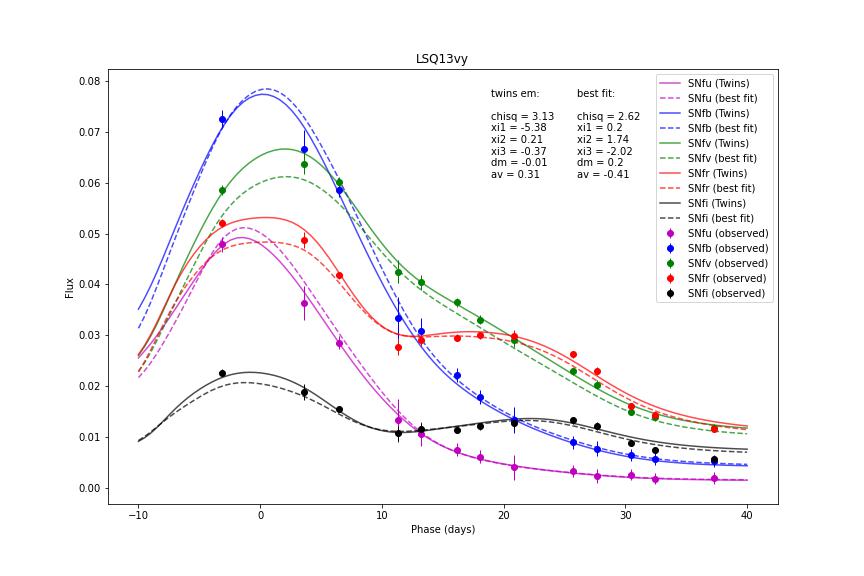 LSQ13vy
0.08
0.07
0.06
0.05
0.04
0.03
0.02
0.01
0.00
Flux
−10
0
10
20
30
40
Phase (days)
twins em:
chisq = 3.13
xi1 = -5.38
xi2 = 0.21
xi3 = -0.37
dm = -0.01
av = 0.31
best fit:
chisq = 2.62
xi1 = 0.2
xi2 = 1.74
xi3 = -2.02
dm = 0.2
av = -0.41
SNfu (Twins)
SNfu (best fit)
SNfb (Twins)
SNfb (best fit)
SNfv (Twins)
SNfv (best fit)
SNfr (Twins)
SNfr (best fit)
SNfi (Twins)
SNfi (best fit)
SNfu (observed)
SNfb (observed)
SNfv (observed)
SNfr (observed)
SNfi (observed)